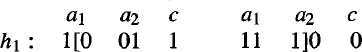 a₁ a₂ c a₁ a₂ c
h₁ : 1[0 01 1 11 1]0 0